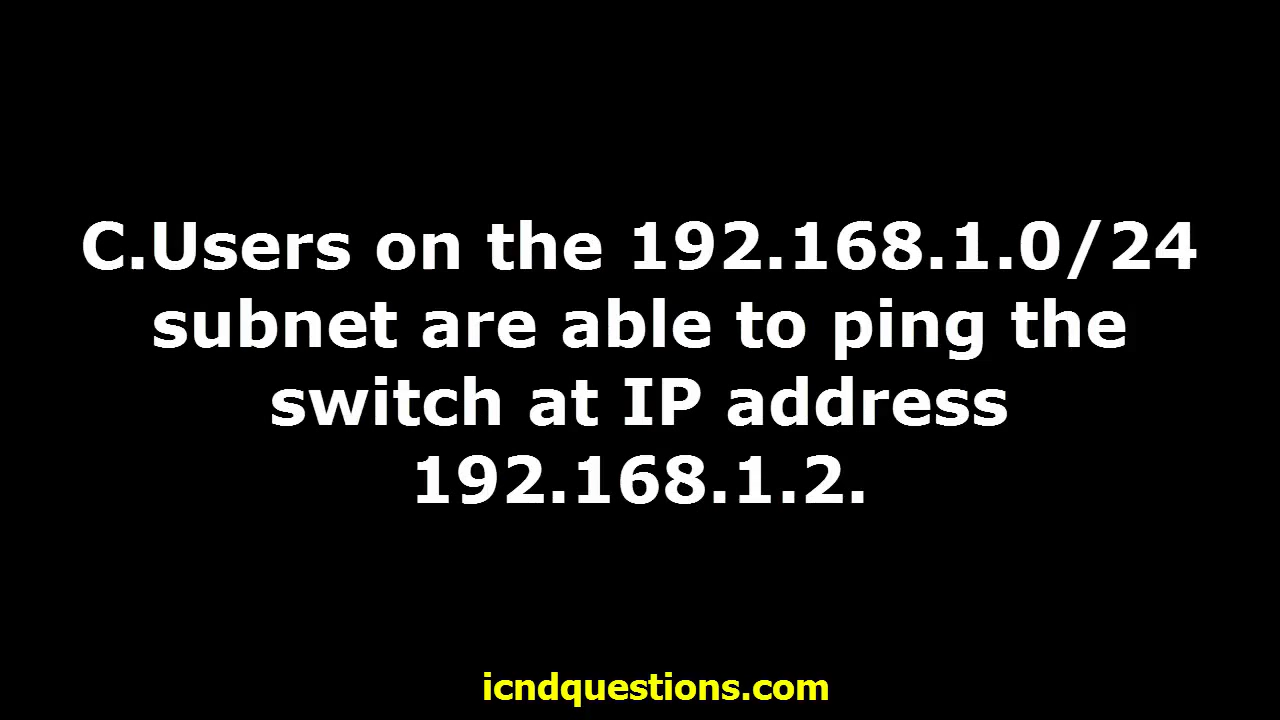 C.Users on the 192.168.1.0/24
subnet are able to ping the
switch at IP address
192.168.1.2.
icndquestions.com